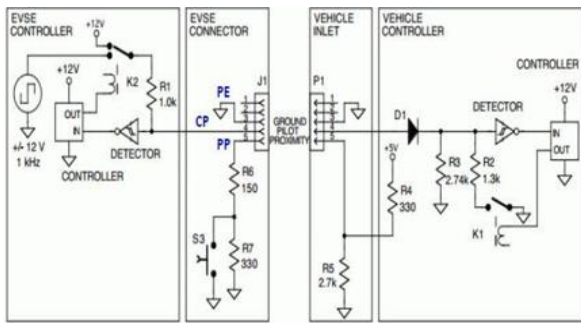 EVSE
CONTROLLER
+12V
+12V
K2
R1
1.0k
OUT
IN
DETECTOR
+/- 12 V
1 kHz
CONTROLLER
EVSE
CONNECTOR
PE
J1
CP
PP
GROUND
PILOT
PROXIMITY
R6
150
S3
R7
330
VEHICLE
INLET
P1
R5
2.7k
VEHICLE
CONTROLLER
CONTROLLER
+12V
D1
DETECTOR
+5V
R4
330
R3
2.74k
R2
1.3k
IN
OUT
K1